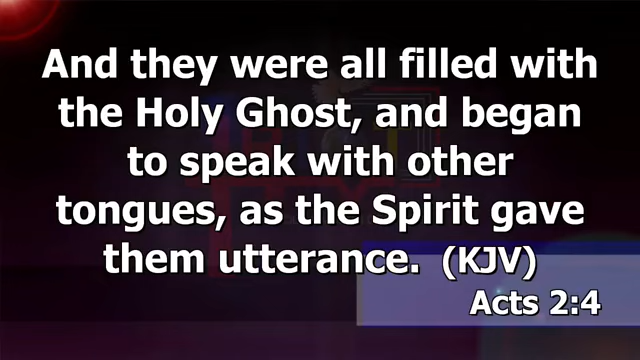 And they were all filled with
the Holy Ghost, and began
to speak with other
tongues, as the Spirit gave
them utterance.  (KJV)
Acts 2:4